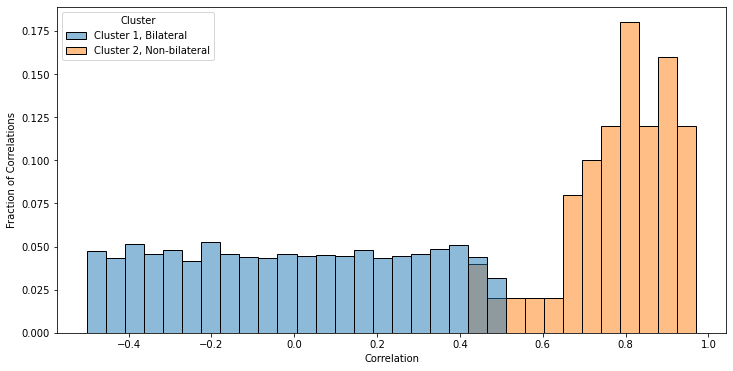 Cluster
Cluster 1, Bilateral
Cluster 2, Non-bilateral
Fraction of Correlations
0.175
0.150
0.125
0.100
0.075
0.050
0.025
0.000
−0.4 −0.2 0.0 0.2 0.4 0.6 0.8 1.0
Correlation